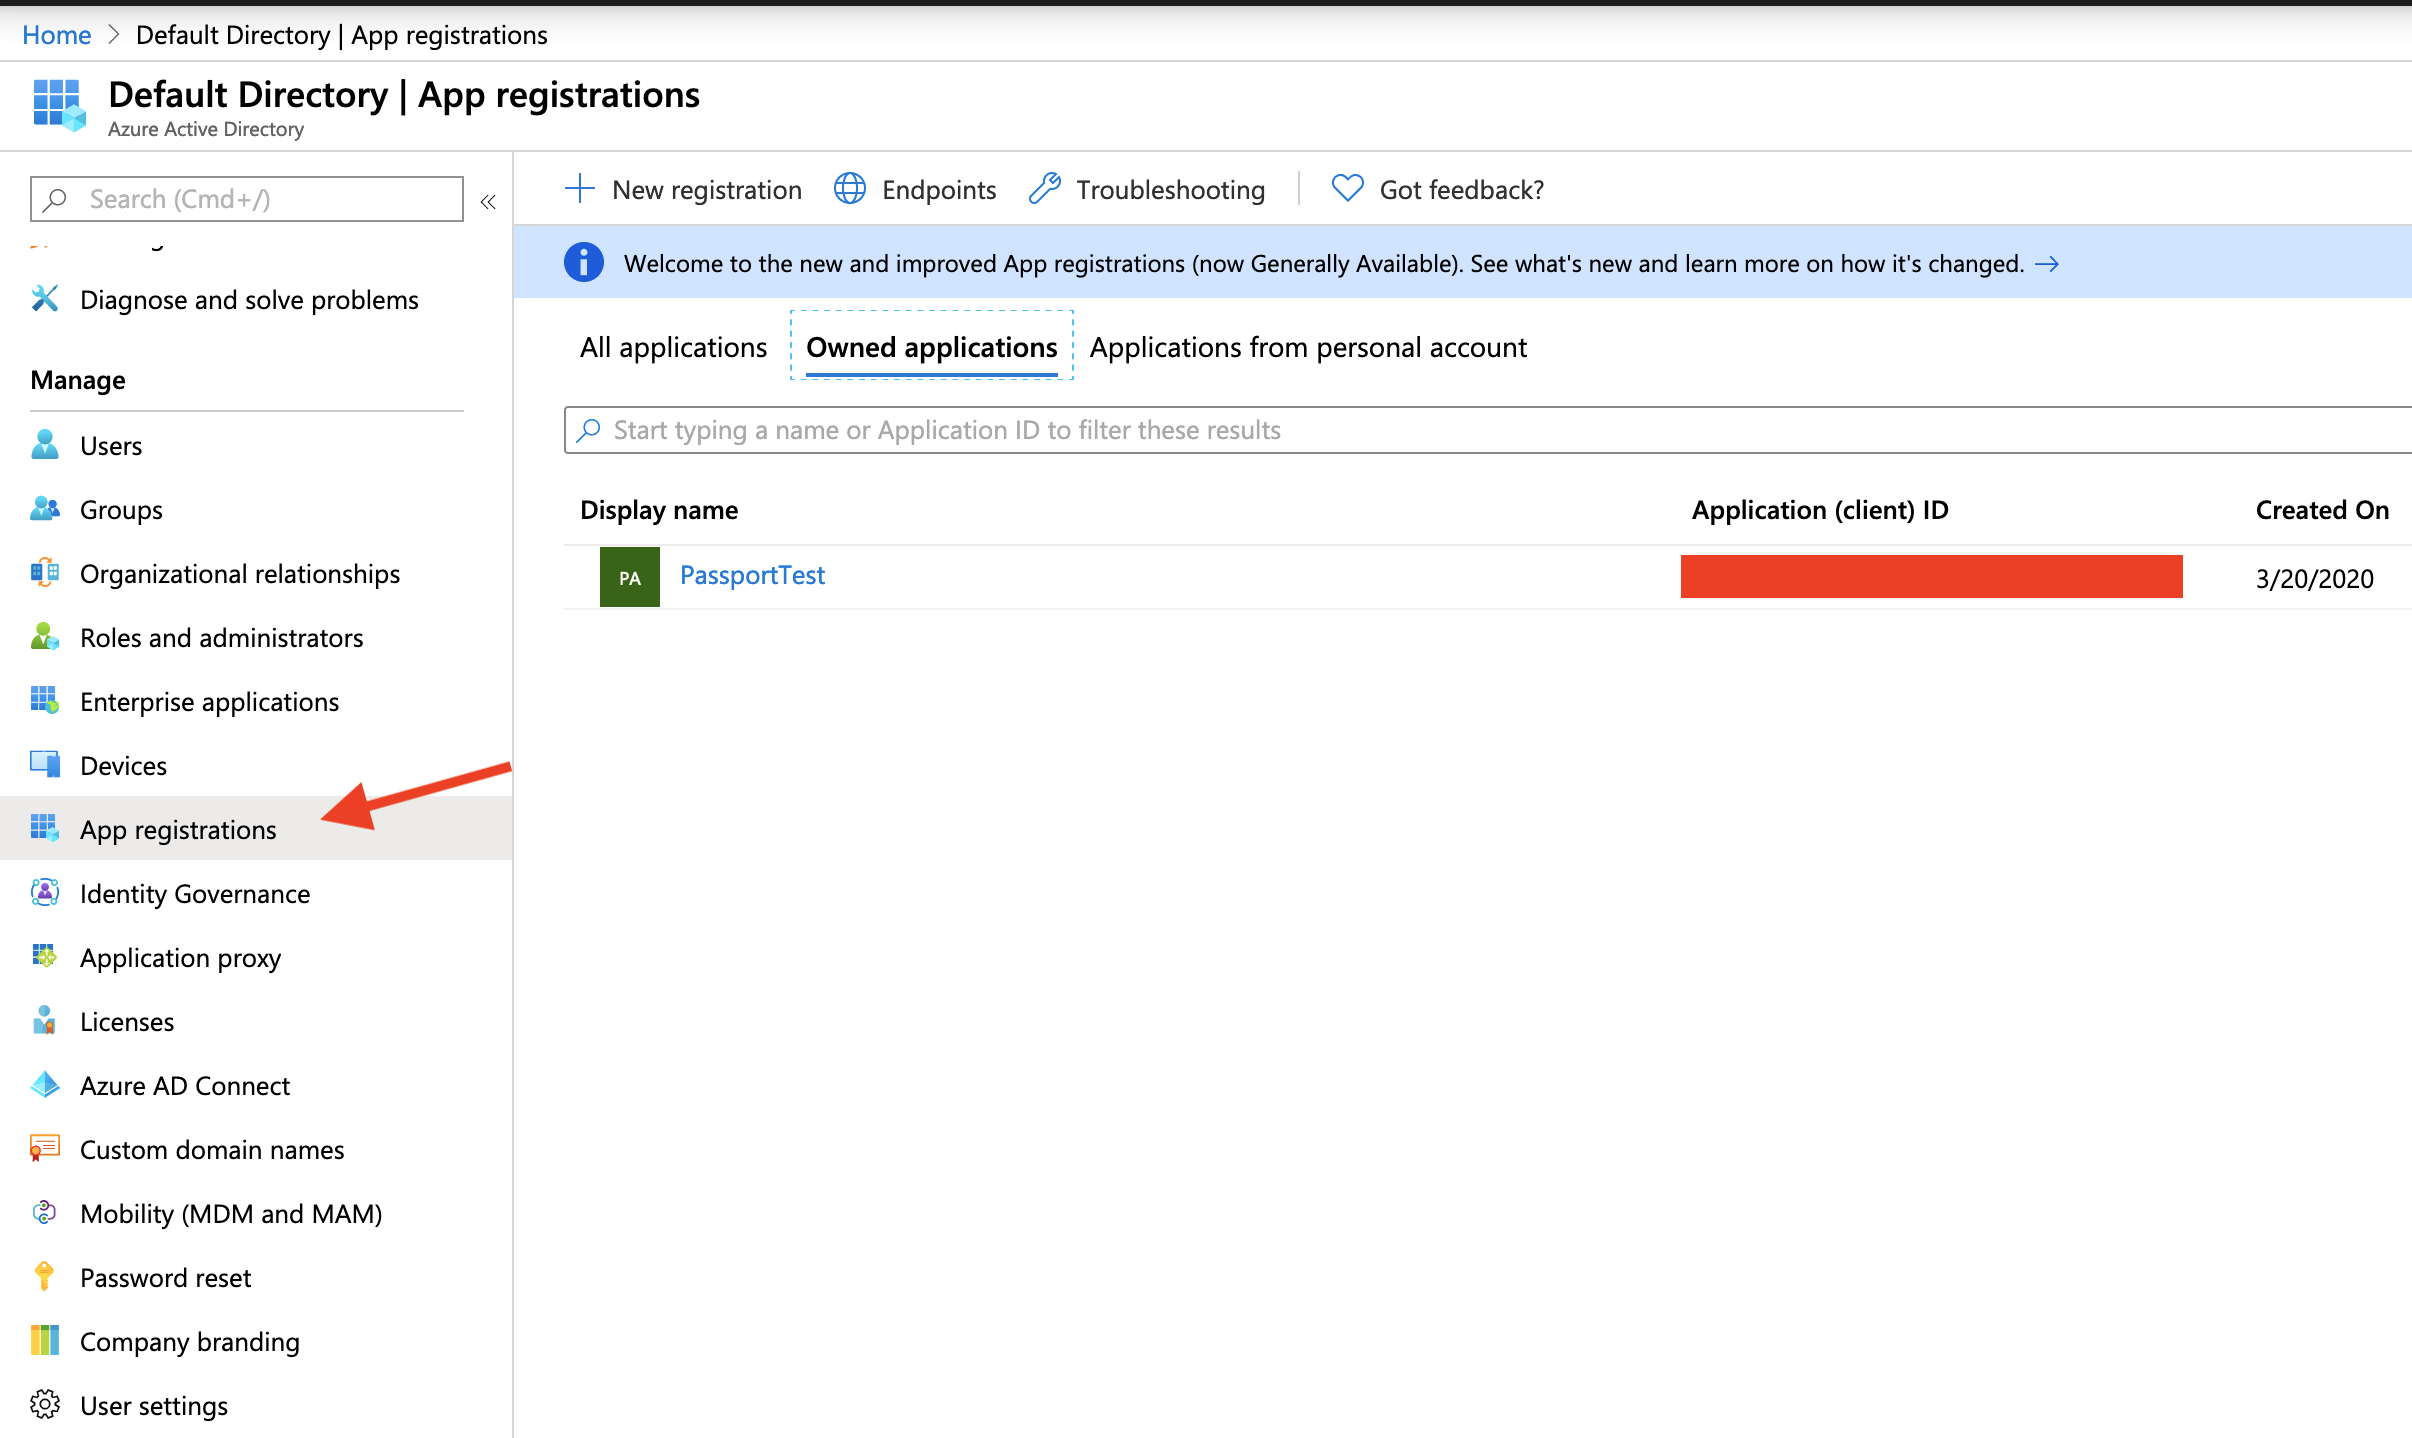 Home > Default Directory | App registrations
Default Directory | App registrations
Azure Active Directory
Search (Cmd+/)
«
New registration
Endpoints
Troubleshooting
Got feedback?
Welcome to the new and improved App registrations (now Generally Available). See what's new and learn more on how it's changed. →
Diagnose and solve problems
Manage
Users
Groups
Organizational relationships
Roles and administrators
Enterprise applications
Devices
App registrations
Identity Governance
Application proxy
Licenses
Azure AD Connect
Custom domain names
Mobility (MDM and MAM)
Password reset
Company branding
User settings
All applications
Owned applications
Applications from personal account
Start typing a name or Application ID to filter these results
Display name
Application (client) ID
Created On
PA
PassportTest
3/20/2020